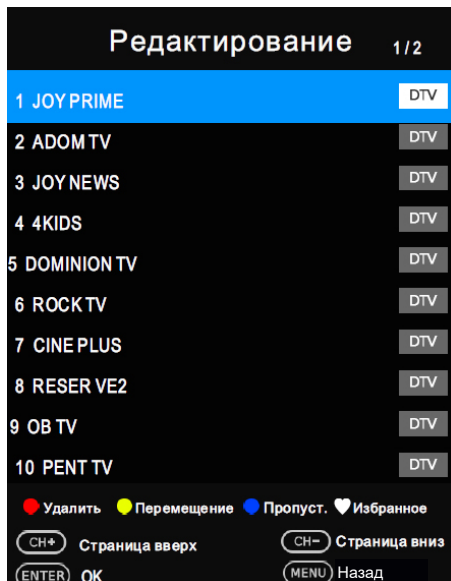 Редактирование 1/2
1 JOY PRIME DTV
2 ADOM TV DTV
3 JOY NEWS DTV
4 4KIDS DTV
5 DOMINION TV DTV
6 ROCK TV DTV
7 CINE PLUS DTV
8 RESER VE2 DTV
9 OB TV DTV
10 PENT TV DTV
Удалить Перемещение Пропуст. Избранное
CH+ Страница вверх CH- Страница вниз
ENTER OK MENU Назад